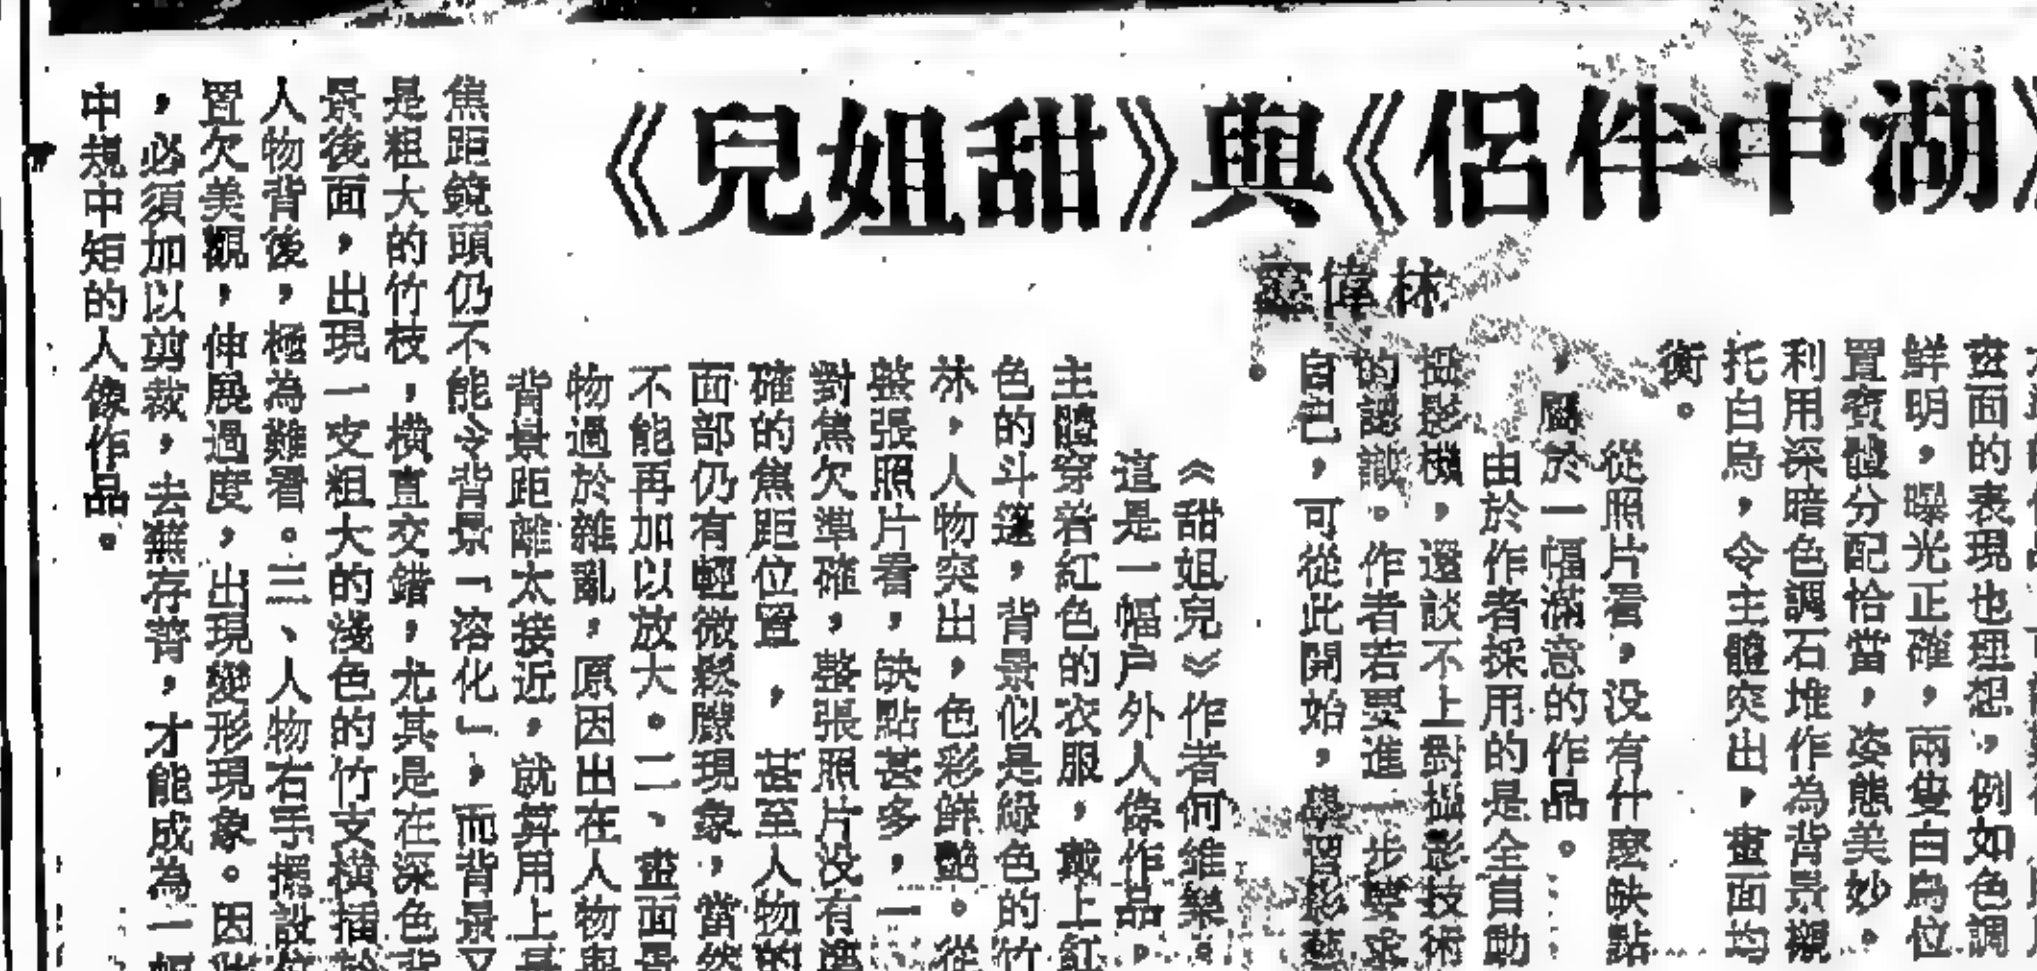 《湖中伴侶》與《甜姐兒》
林偉
畫面的表現也理想，例如色調
鮮明，曝光正確，兩隻白鳥位
置賓體分配恰當，姿態美妙。
利用深暗色調石堆作為背景襯
托白鳥，令主體突出，畫面均
衡。
從照片看，没有什麼缺點
，屬於一幅滿意的作品。
由於作者採用的是全自動
攝影機，還談不上對攝影技術
的認識。作者若要進一步要求
自己，可從此開始，學習影藝
。
《甜姐兒》作者何維樂。
這是一幅户外人像作品，
主體穿着紅色的衣服，戴上紅
色的斗篷，背景似是綠色的竹
林，人物突出，色彩鮮艷。從
整張照片看，缺點甚多，一
對焦欠準確，整張照片没有準
確的焦距位置，甚至人物的
面部仍有輕微鬆朦現象，當然
不能再加以放大。二、畫面背
物過於雜亂，原因出在人物與
背景距離太接近，就算用上長
焦距鏡頭仍不能令背景「溶化」，而背景又
是粗大的竹枝，橫直交錯，尤其是在深色背
景後面，出現一支粗大的淺色的竹支橫插於
人物背後，極為難看。三、人物右手擺設位
置欠美觀，伸展過度，出現變形現象。因此
，必須加以剪裁，去蕪存菁，才能成為一幅
中規中矩的人像作品。